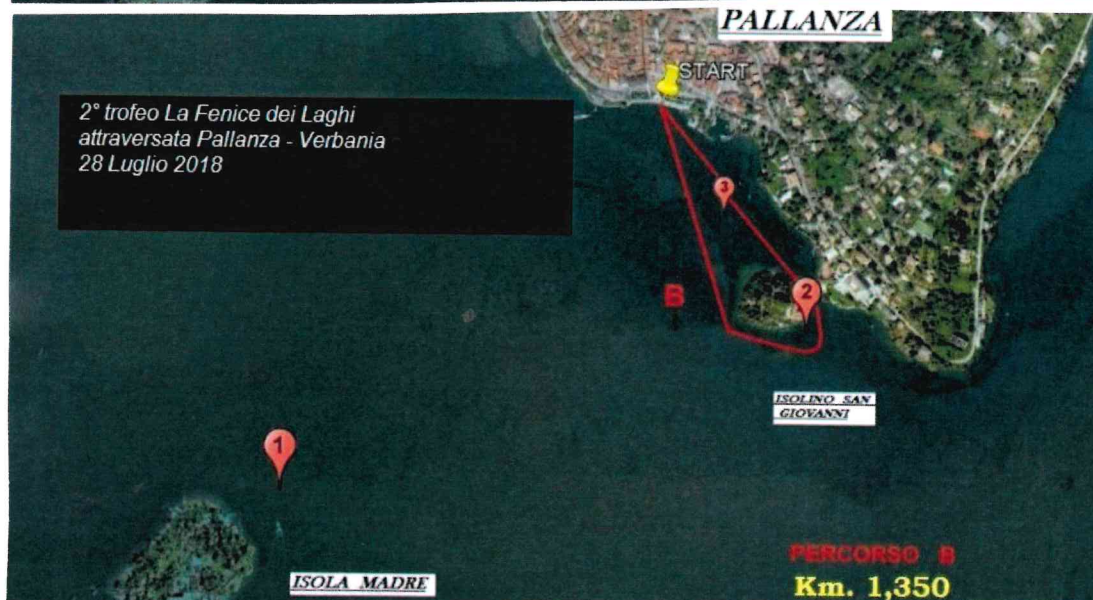 PALLANZA
START
2° trofeo La Fenice dei Laghi
attraversata Pallanza - Verbania
28 Luglio 2018
3
B
2
ISOLINO SAN
GIOVANNI
1
PERCORSO B
ISOLA MADRE
Km. 1,350